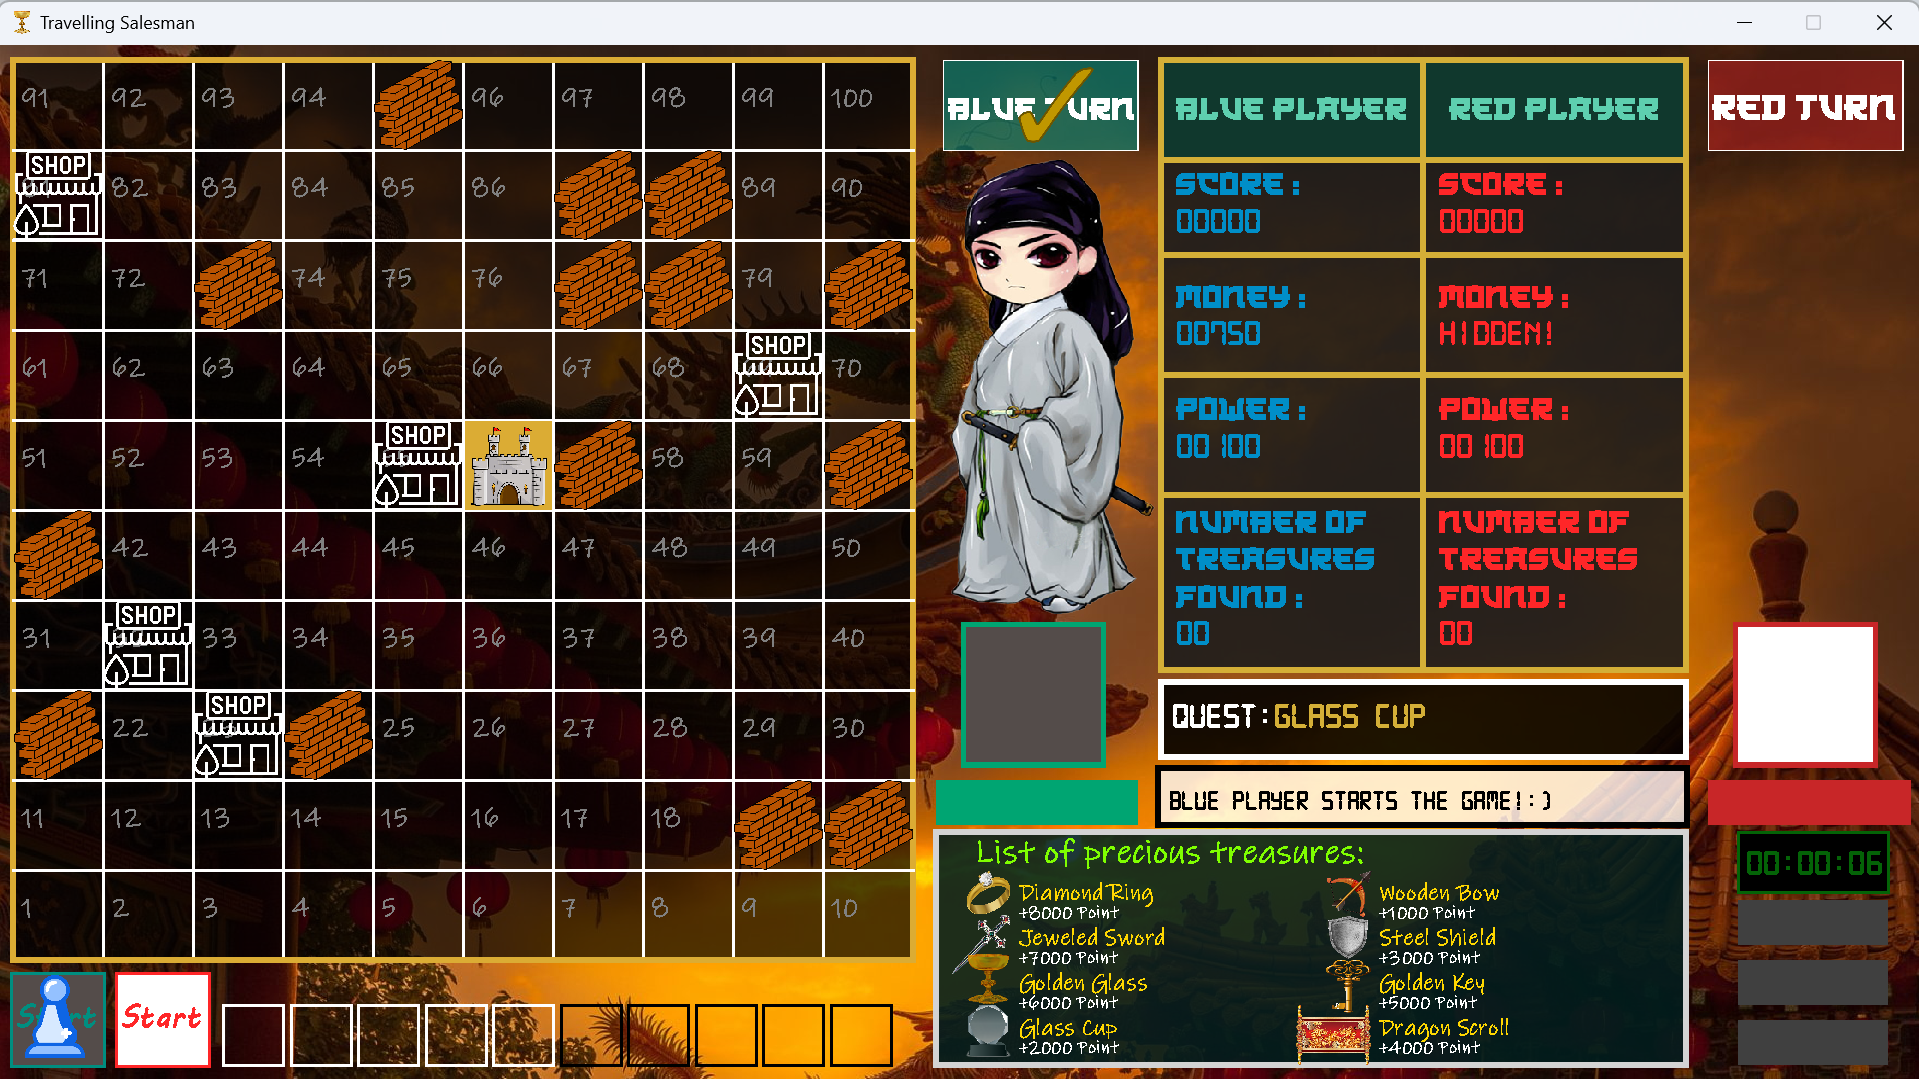 Travelling Salesman
91 92 93 94 96 97 98 99 100
SHOP 82 83 84 85 86 89 90
71 72 74 75 76 79
61 62 63 64 65 66 67 68 SHOP 70
51 52 53 54 SHOP 58 59
42 43 44 45 46 47 48 49 50
31 SHOP 33 34 35 36 37 38 39 40
22 SHOP 25 26 27 28 29 30
11 12 13 14 15 16 17 18
1 2 3 4 5 6 7 8 9 10
Start Start
BLUE TURN
BLUE PLAYER
RED PLAYER
RED TURN
SCORE :
00000
SCORE :
00000
MONEY :
00750
MONEY :
HIDDEN!
POWER :
00100
POWER :
00100
NUMBER OF
TREASURES
FOUND :
00
NUMBER OF
TREASURES
FOUND :
00
QUEST:GLASS CUP
BLUE PLAYER STARTS THE GAME!:)
List of precious treasures:
Diamond Ring
+8000 Point
Jeweled Sword
+7000 Point
Golden Glass
+6000 Point
Glass Cup
+2000 Point
Wooden Bow
+1000 Point
Steel Shield
+3000 Point
Golden Key
+5000 Point
Dragon Scroll
+4000 Point
00:00:06